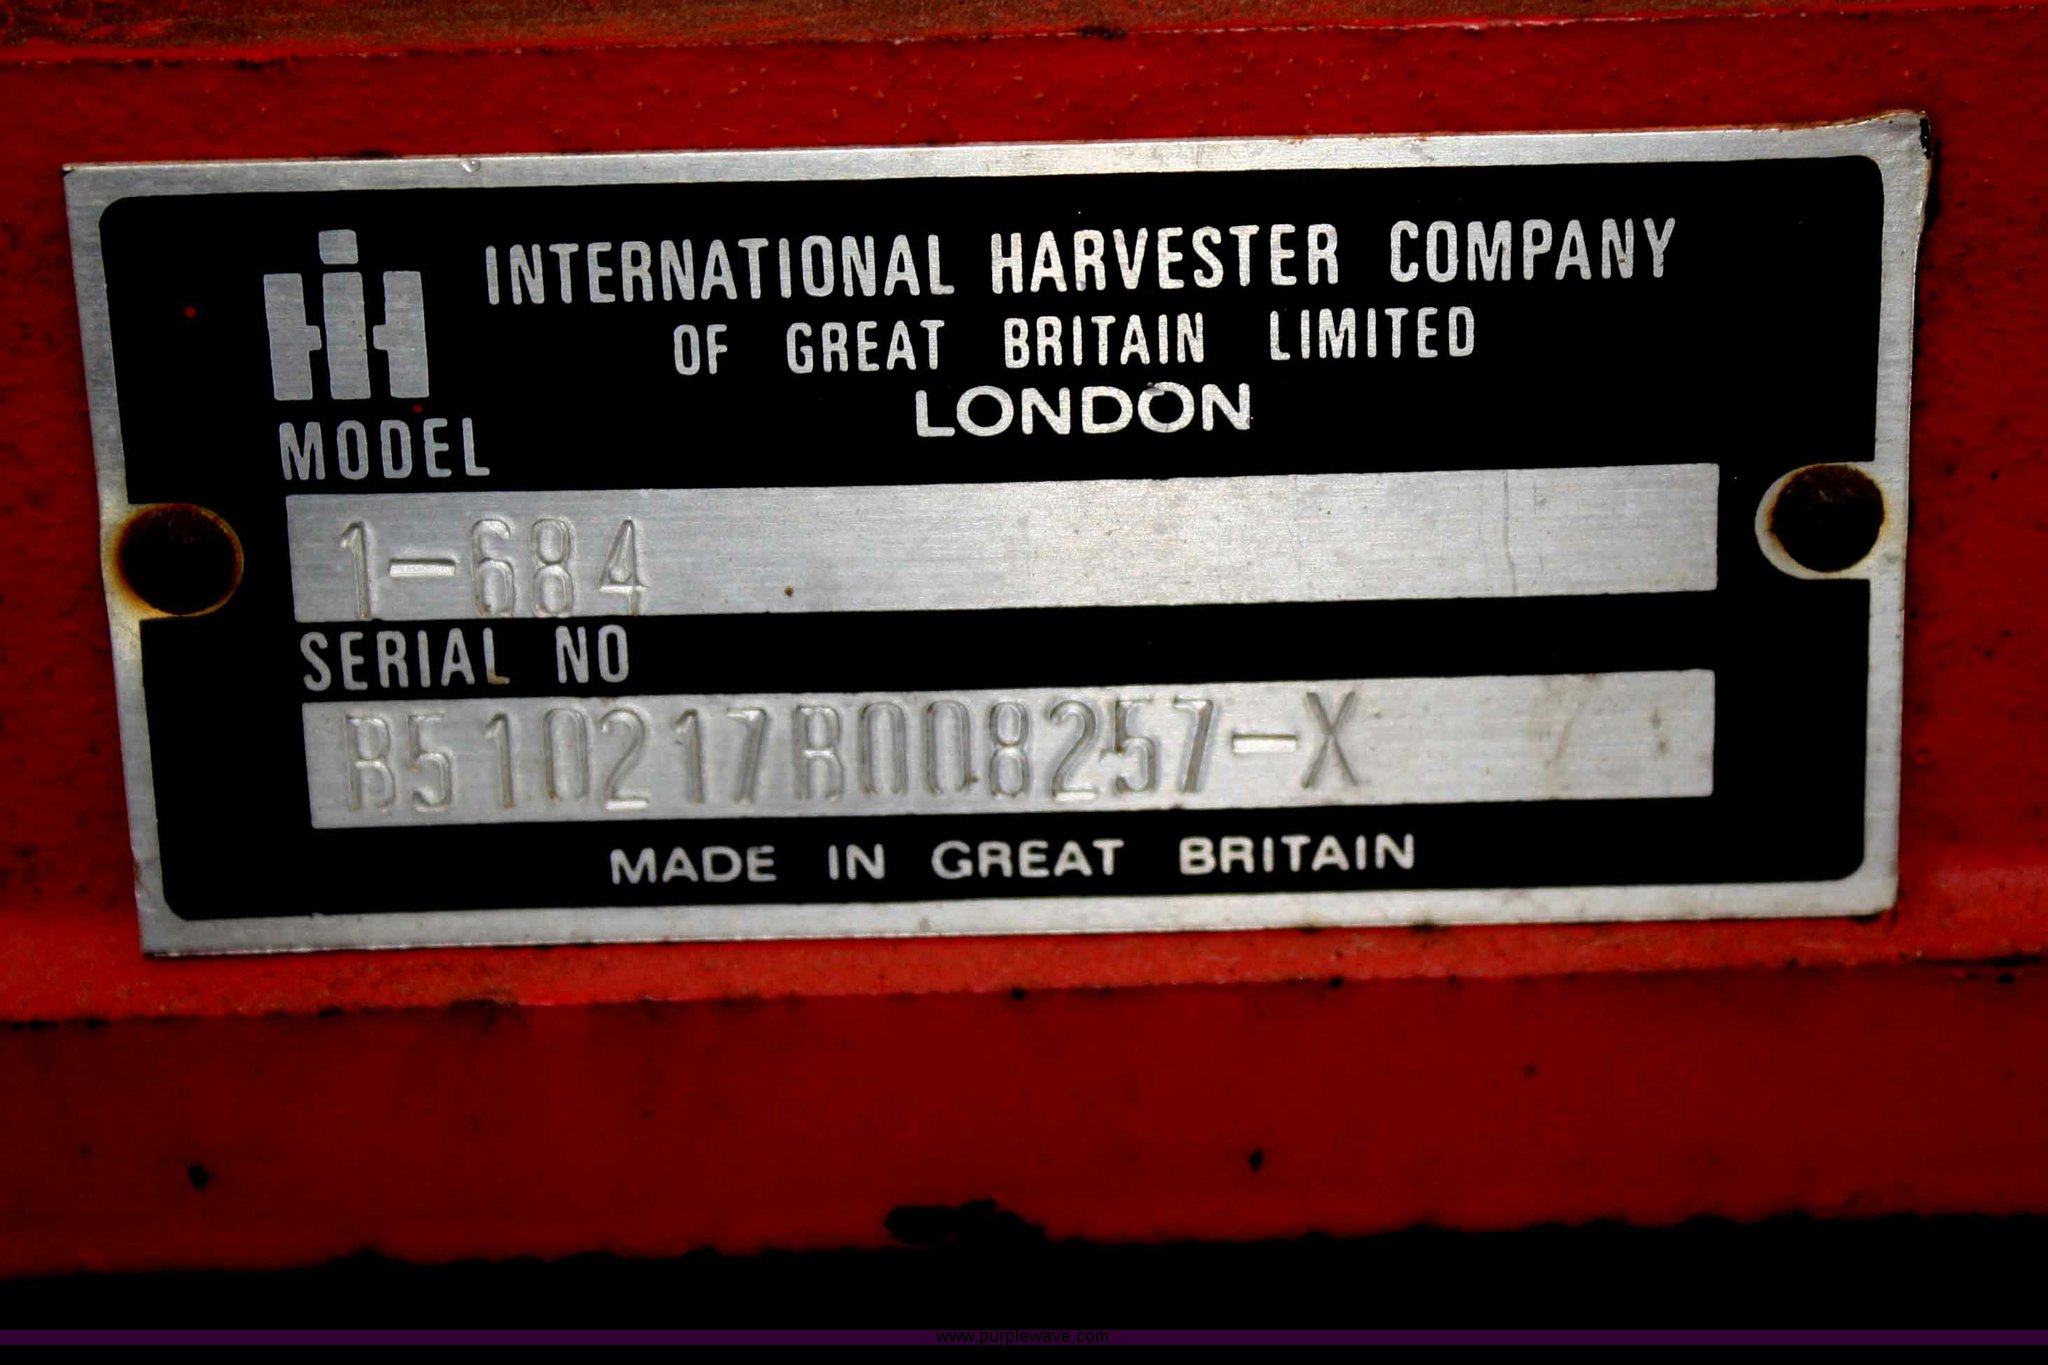 IH
INTERNATIONAL HARVESTER COMPANY
OF GREAT BRITAIN LIMITED
LONDON
MODEL
1-684
SERIAL NO
B510217B008257-X
MADE IN GREAT BRITAIN
www.purplewave.com